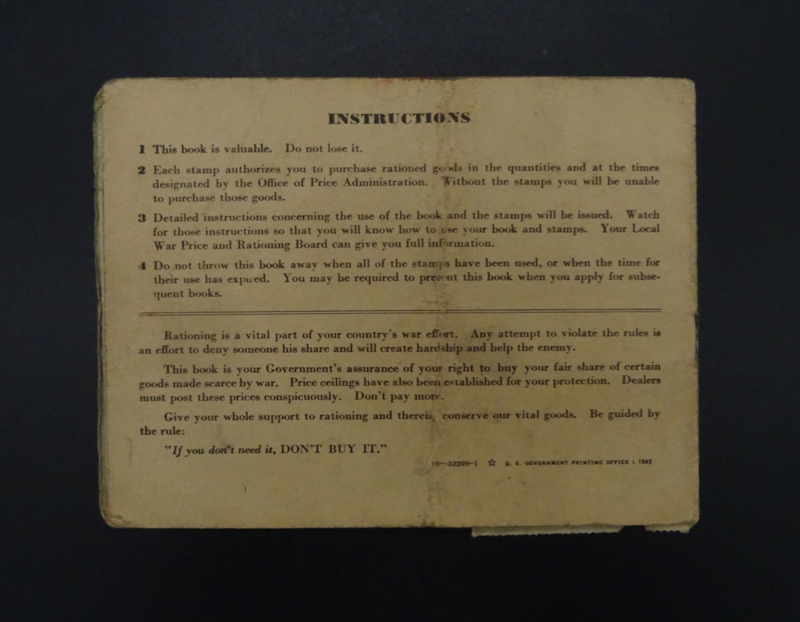 INSTRUCTIONS
1 This book is valuable. Do not lose it.
2 Each stamp authorizes you to purchase rationed goods in the quantities and at the times
designated by the Office of Price Administration. Without the stamps you will be unable
to purchase those goods.
3 Detailed instructions concerning the use of the book and the stamps will be issued. Watch
for those instructions so that you will know how to use your book and stamps. Your Local
War Price and Rationing Board can give you full information.
4 Do not throw this book away when all of the stamps have been used, or when the time for
their use has expired. You may be required to present this book when you apply for subse-
quent books.
Rationing is a vital part of your country's war effort. Any attempt to violate the rules is
an effort to deny someone his share and will create hardship and help the enemy.
This book is your Government's assurance of your right to buy your fair share of certain
goods made scarce by war. Price ceilings have also been established for your protection. Dealers
must post these prices conspicuously. Don't pay more.
Give your whole support to rationing and thereby conserve our vital goods. Be guided by
the rule:
"If you don't need it, DON'T BUY IT."
16—32299-1 ☆ U. S. GOVERNMENT PRINTING OFFICE : 1942